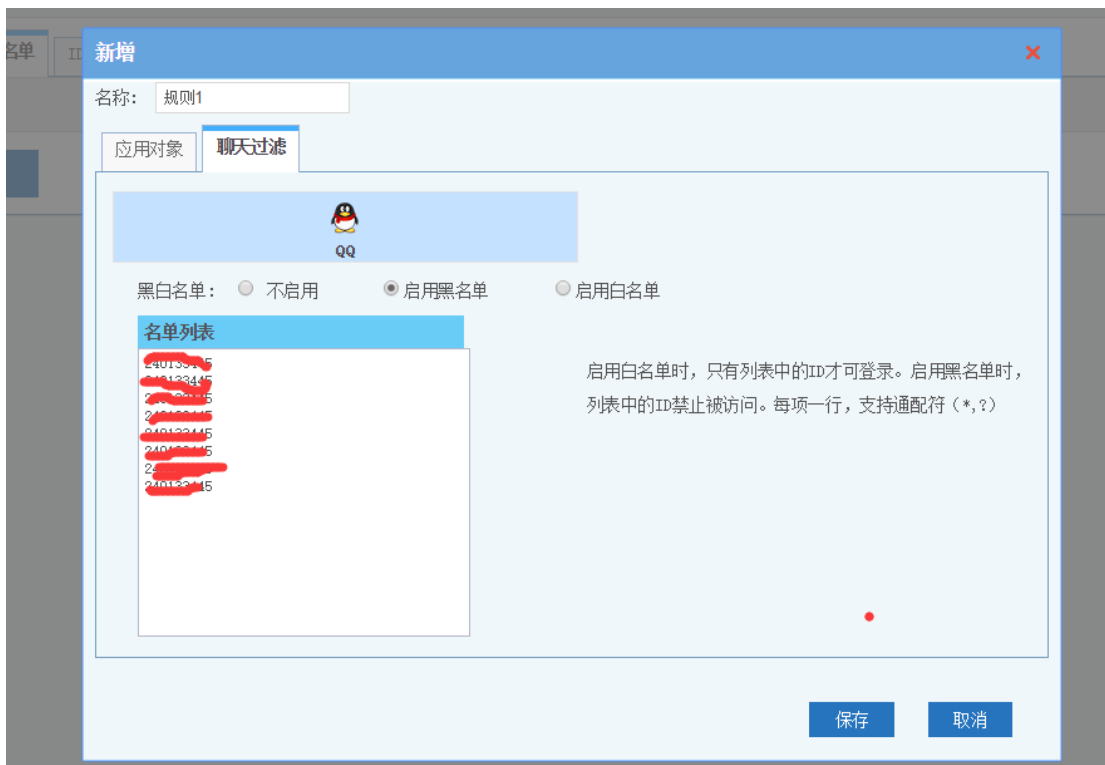 名单
ID
新增
名称：
规则1
应用对象
聊天过滤
QQ
黑白名单： 不启用 启用黑名单 启用白名单
名单列表
启用白名单时，只有列表中的ID才可登录。启用黑名单时，
列表中的ID禁止被访问。每项一行，支持通配符（*,?）
保存
取消